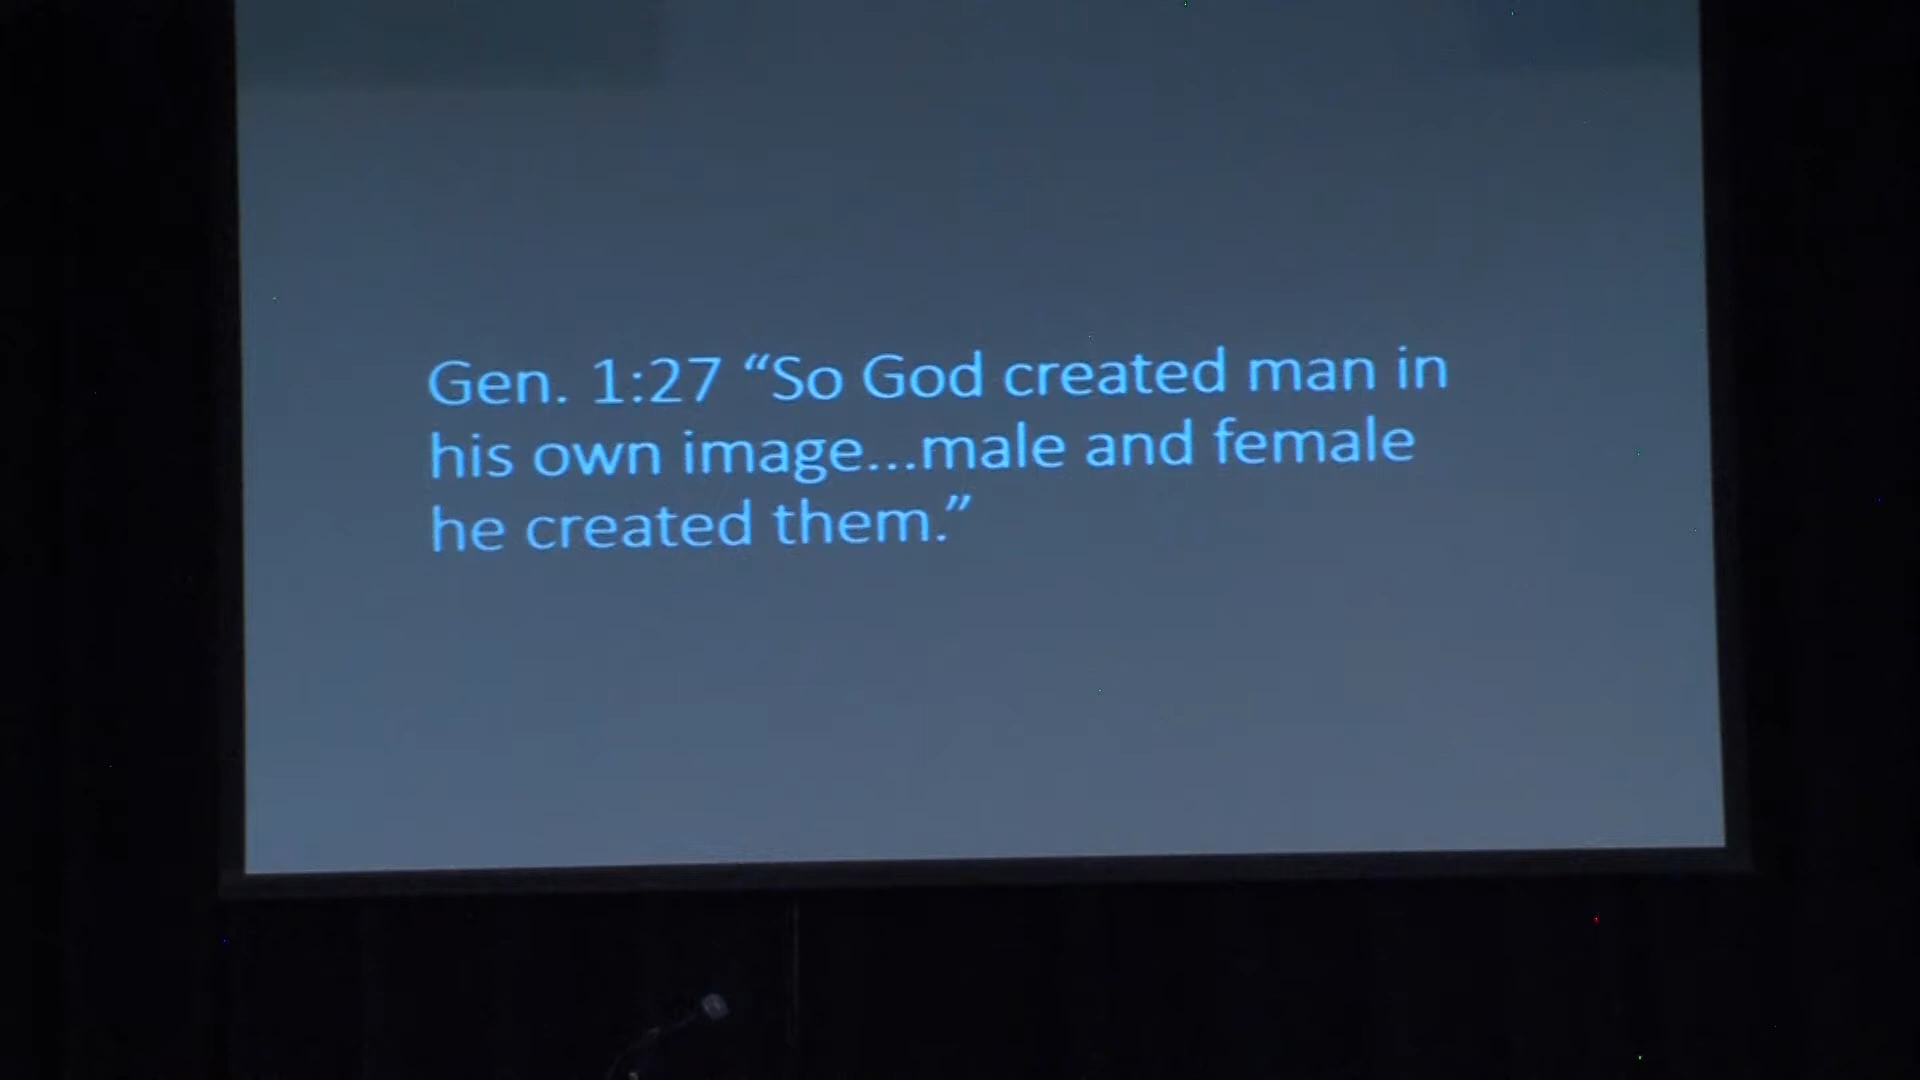 Gen. 1:27 “So God created man in
his own image...male and female
he created them.”